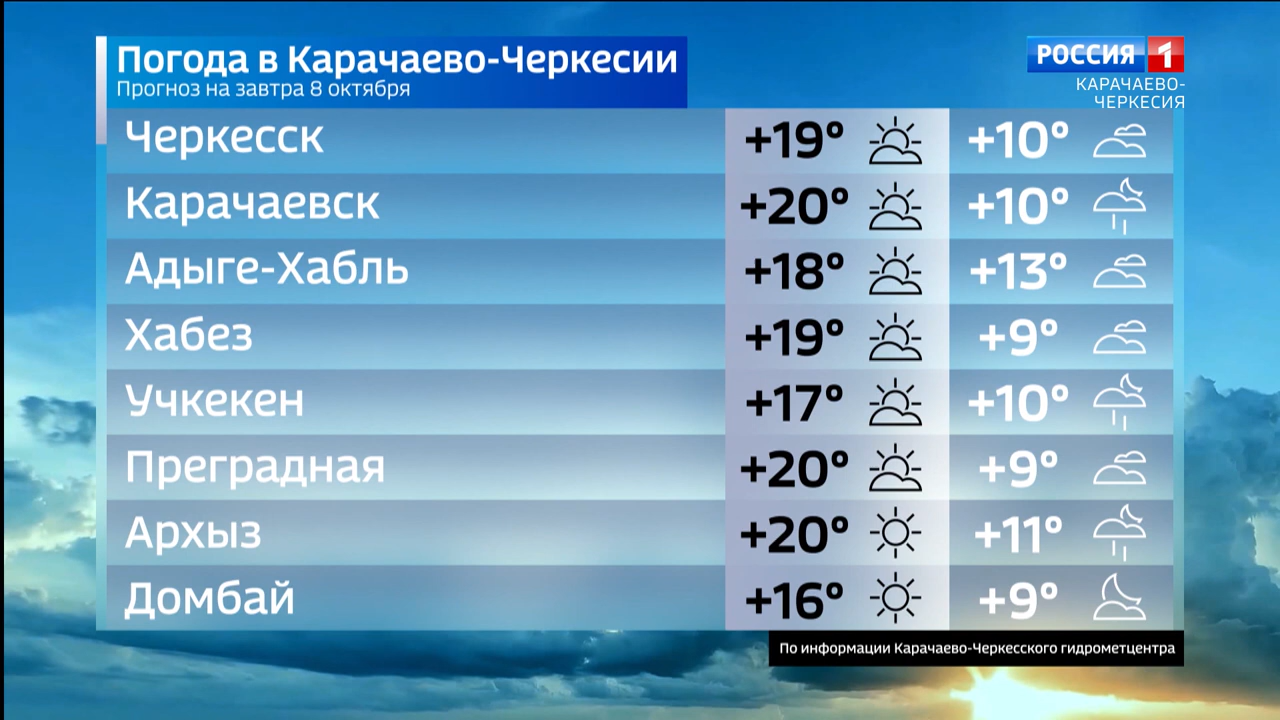 Погода в Карачаево-Черкесии
Прогноз на завтра 8 октября
РОССИЯ 1
КАРАЧАЕВО-
ЧЕРКЕСИЯ
Черкесск +19° +10°
Карачаевск +20° +10°
Адыге-Хабль +18° +13°
Хабез +19° +9°
Учкекен +17° +10°
Преградная +20° +9°
Архыз +20° +11°
Домбай +16° +9°
По информации Карачаево-Черкесского гидрометцентра